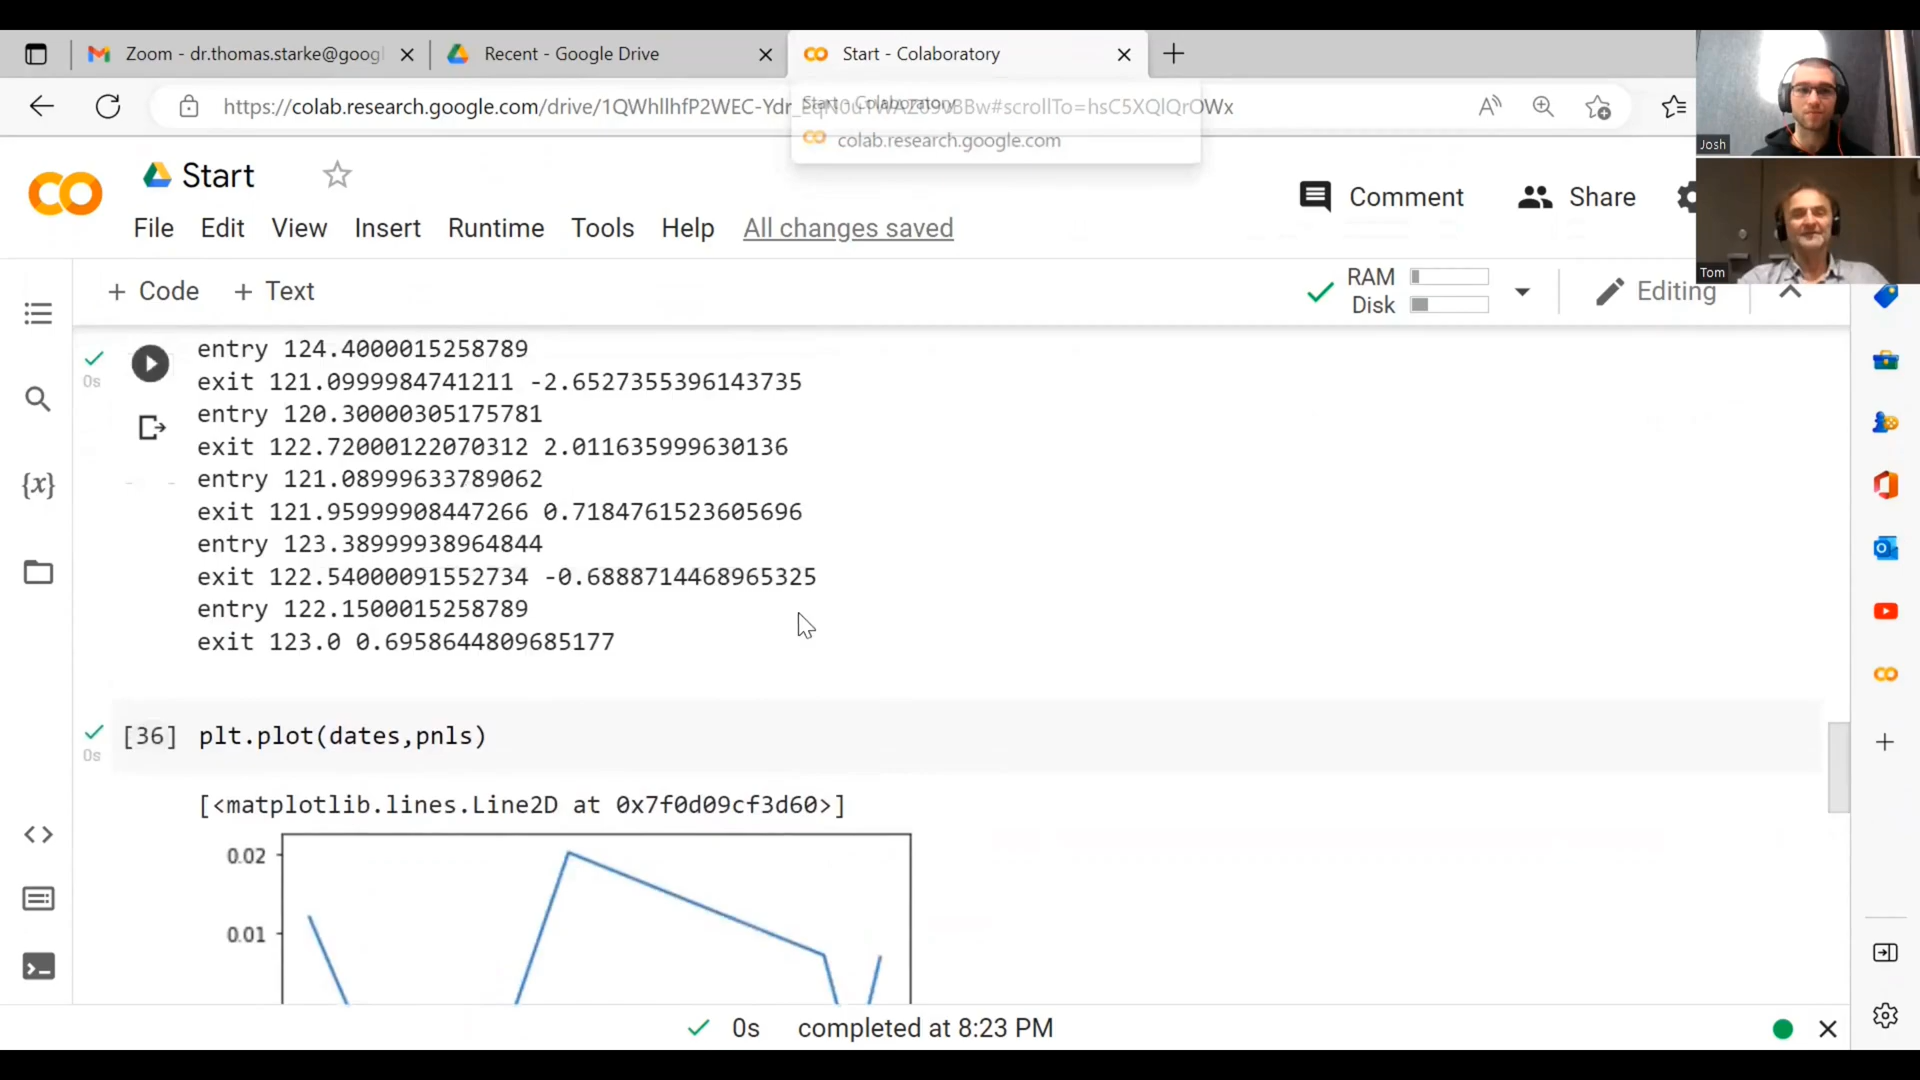 Zoom - dr.thomas.starke@googl
Recent - Google Drive
Start - Colaboratory
https://colab.research.google.com/drive/1QWhllhfP2WEC-Ydr
Bw#scrollTo=hsC5XQlQrOWx
Start - Colaboratory
colab.research.google.com
Josh
Start
Comment
Share
File Edit View Insert Runtime Tools Help All changes saved
Tom
+ Code + Text
RAM
Disk
Editing
entry 124.4000015258789
0s
exit 121.0999984741211 -2.6527355396143735
entry 120.30000305175781
exit 122.72000122070312 2.011635999630136
entry 121.08999633789062
{x}
exit 121.95999908447266 0.7184761523605696
entry 123.38999938964844
exit 122.54000091552734 -0.6888714468965325
entry 122.1500015258789
exit 123.0 0.6958644809685177
[36] plt.plot(dates,pnls)
0s
[<matplotlib.lines.Line2D at 0x7f0d09cf3d60>]
0.02
0.01
0s completed at 8:23 PM